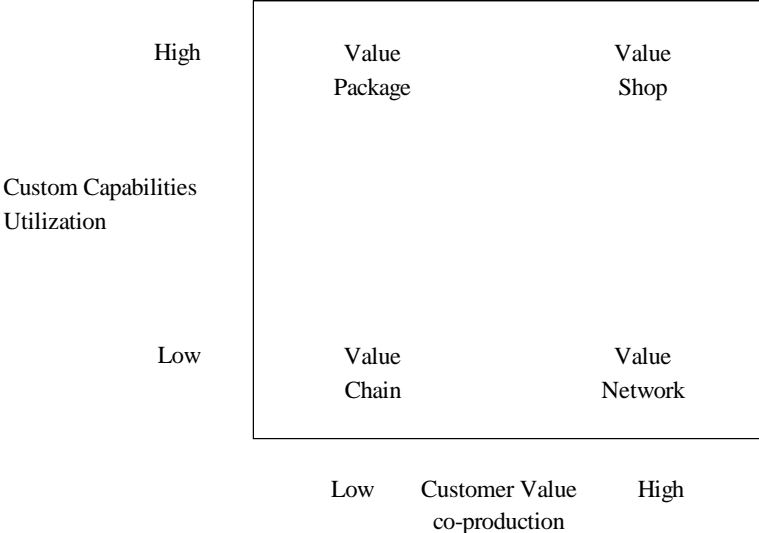 High Value Value
Package Shop
Custom Capabilities
Utilization
Low Value Value
Chain Network
Low Customer Value High
co-production